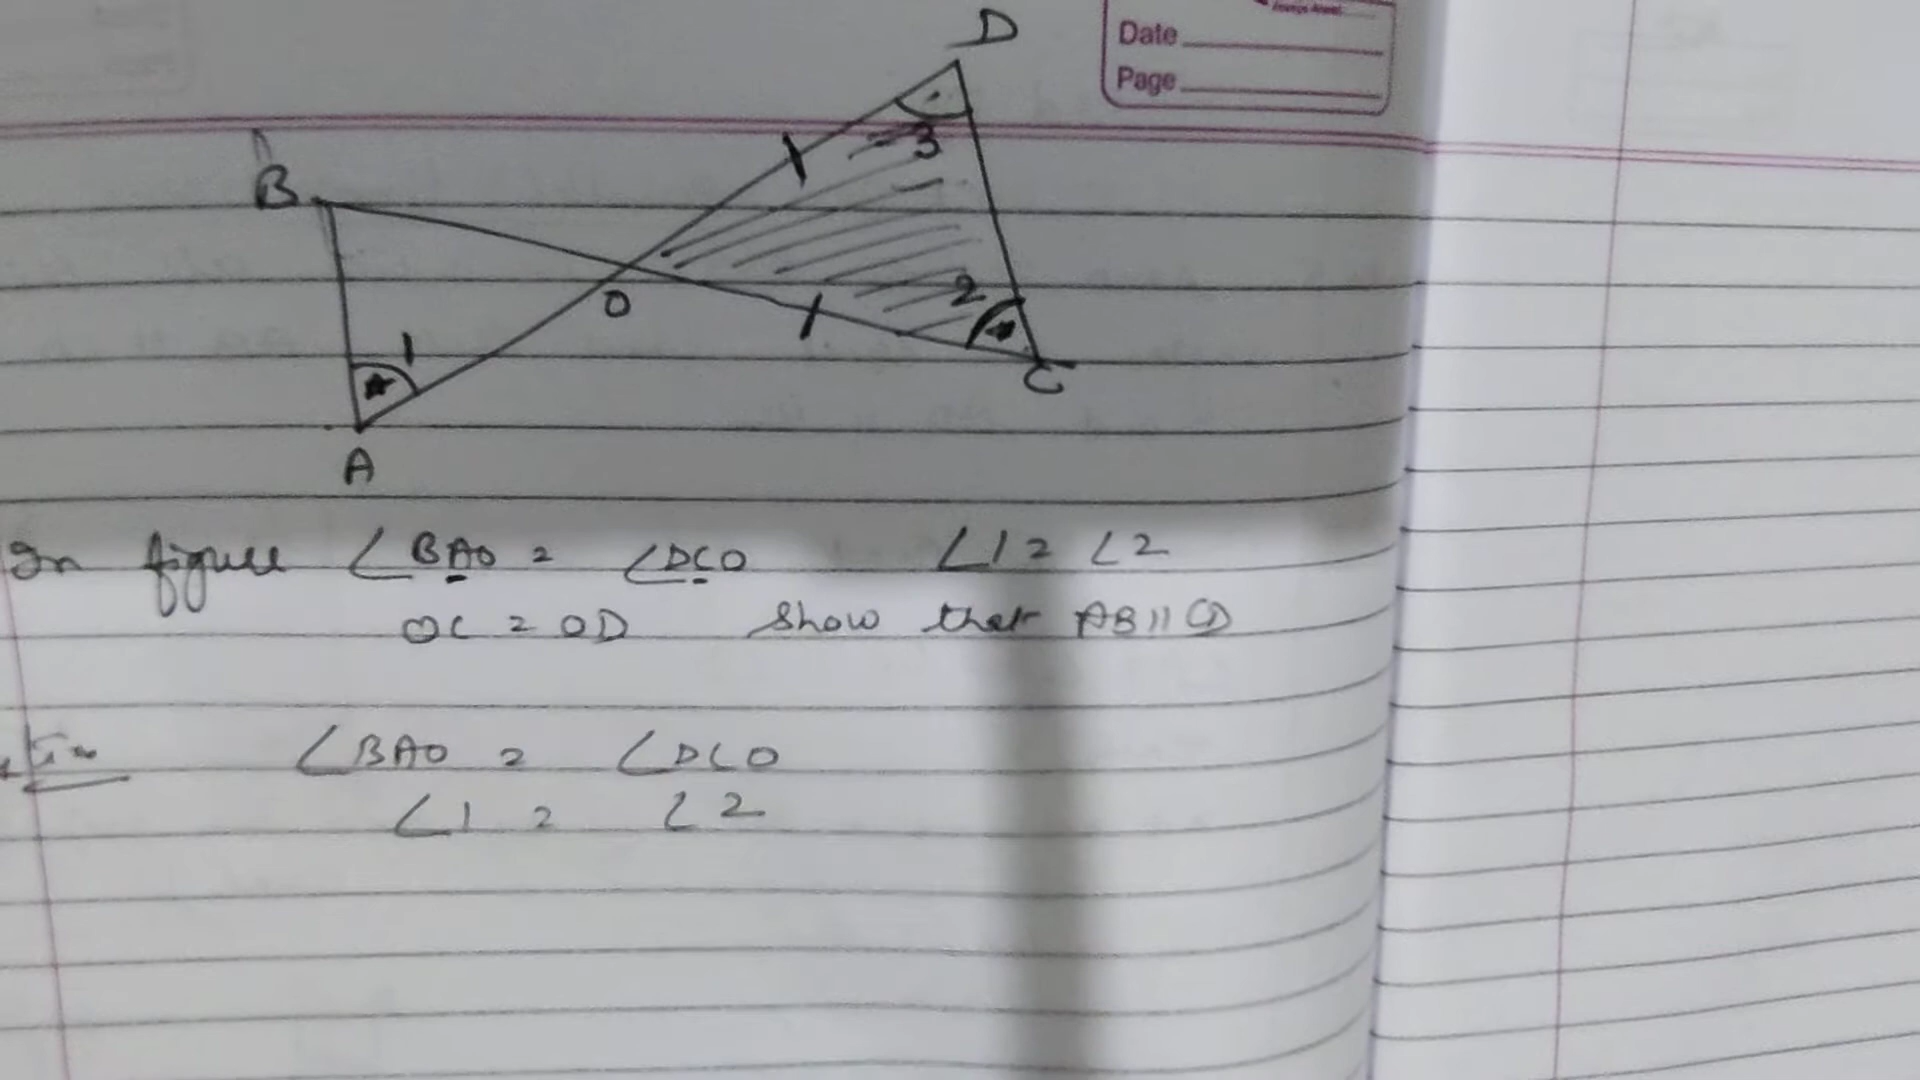 D
Date
Page
B
3
2
O
1
C
A
In figure ∠BAO = ∠DCO ∠1 = ∠2
OC = OD Show that AB || CD
∠BAO = ∠DCO
∠1 = ∠2